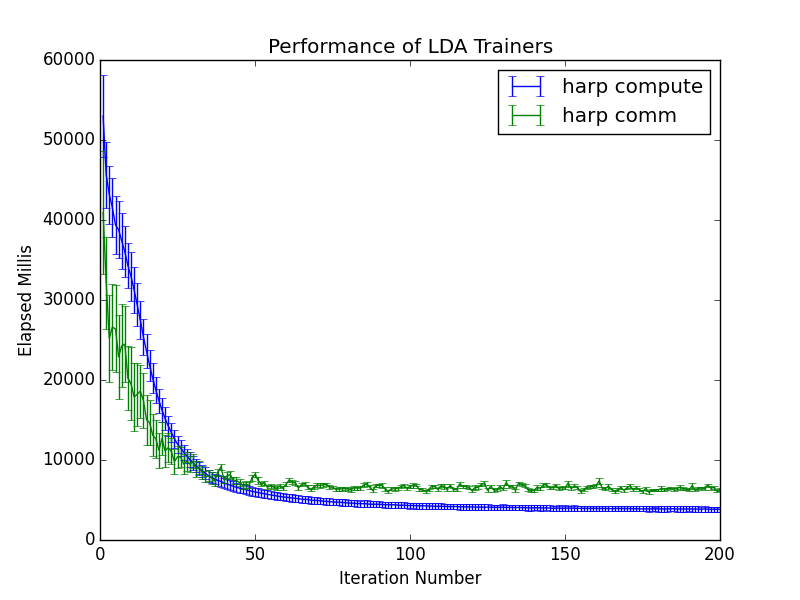 Performance of LDA Trainers
harp compute
harp comm
60000
50000
40000
30000
20000
10000
0
Elapsed Millis
0 50 100 150 200
Iteration Number